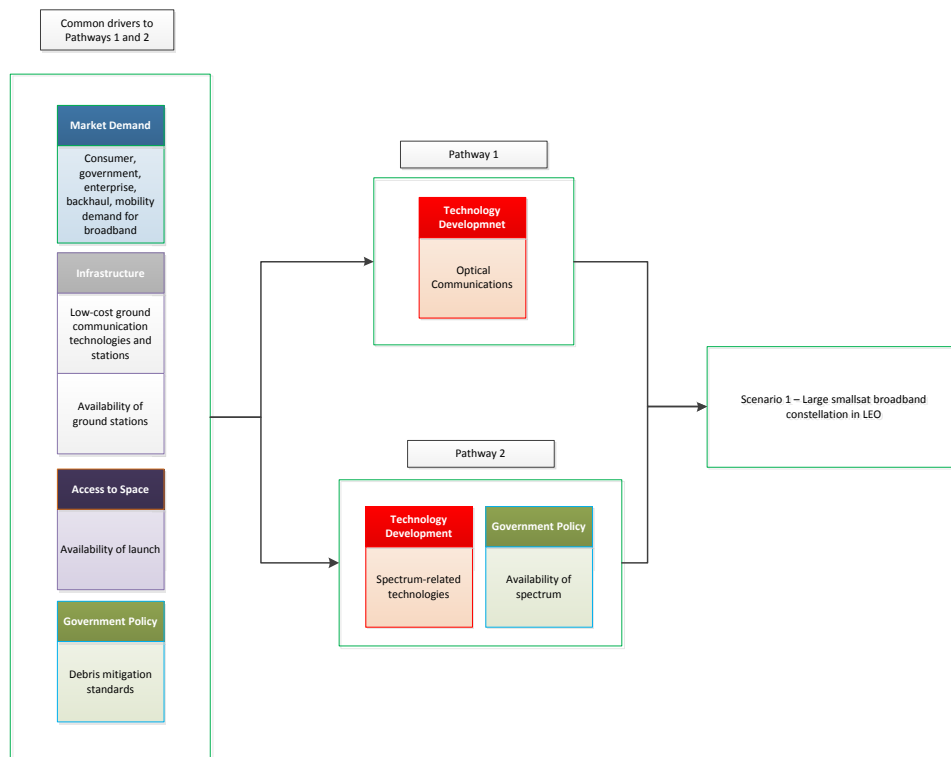 Common drivers to
Pathways 1 and 2
Market Demand
Consumer,
government,
enterprise,
backhaul, mobility
demand for
broadband
Infrastructure
Low-cost ground
communication
technologies and
stations
Availability of
ground stations
Access to Space
Availability of launch
Government Policy
Debris mitigation
standards
Pathway 1
Technology
Developmnet
Optical
Communications
Pathway 2
Technology
Development
Spectrum-related
technologies
Government Policy
Availability of
spectrum
Scenario 1 – Large smallsat broadband
constellation in LEO